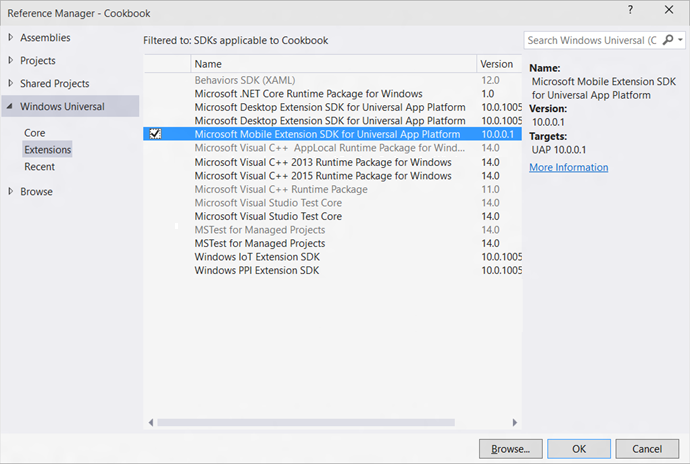 Reference Manager - Cookbook ? ×
Assemblies
Projects
Shared Projects
Windows Universal
Core
Extensions
Recent
Browse
Filtered to: SDKs applicable to Cookbook
Name Version
Behaviors SDK (XAML) 12.0
Microsoft .NET Core Runtime Package for Windows 1.0
Microsoft Desktop Extension SDK for Universal App Platform 10.0.1005
Microsoft Desktop Extension SDK for Universal App Platform 10.0.1005
Microsoft Mobile Extension SDK for Universal App Platform 10.0.0.1
Microsoft Visual C++ AppLocal Runtime Package for Wind... 14.0
Microsoft Visual C++ 2013 Runtime Package for Windows 14.0
Microsoft Visual C++ 2015 Runtime Package for Windows 14.0
Microsoft Visual C++ Runtime Package 11.0
Microsoft Visual Studio Test Core 14.0
Microsoft Visual Studio Test Core 14.0
MSTest for Managed Projects 14.0
MSTest for Managed Projects 14.0
Windows IoT Extension SDK 10.0.1005
Windows PPI Extension SDK 10.0.1005
Search Windows Universal (C
Name:
Microsoft Mobile Extension SDK
for Universal App Platform
Version:
10.0.0.1
Targets:
UAP 10.0.0.1
More Information
Browse... OK Cancel